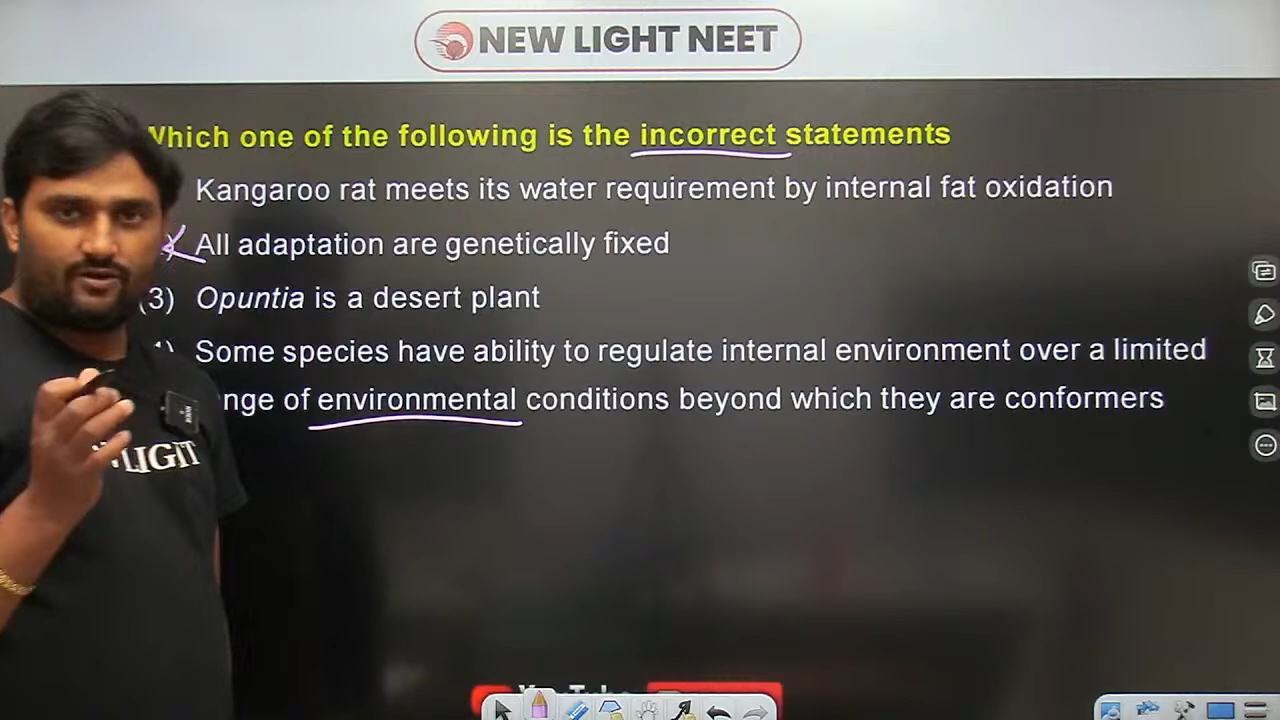 NEW LIGHT NEET
Which one of the following is the incorrect statements
Kangaroo rat meets its water requirement by internal fat oxidation
All adaptation are genetically fixed
(3) Opuntia is a desert plant
Some species have ability to regulate internal environment over a limited
of environmental conditions beyond which they are conformers